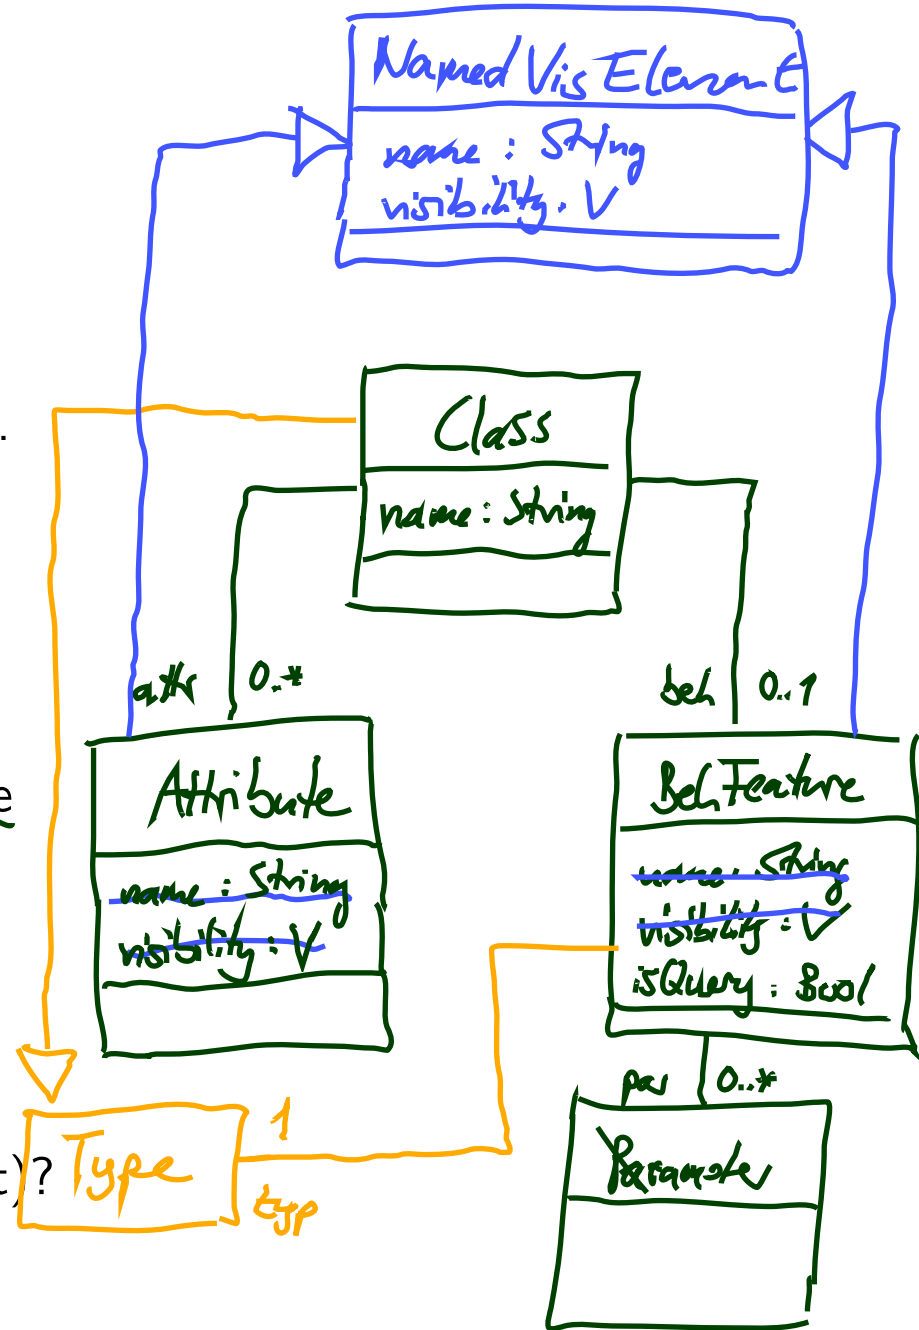 NamedVisElement
name : String
visibility : V
.
Class
name : String
attr 0..*
beh 0..1
Attribute
name : String
visibility : V
e
BehFeature
name : String
visibility : V
isQuery : Bool
par 0..*
Parameter
t)?
Type
1
typ